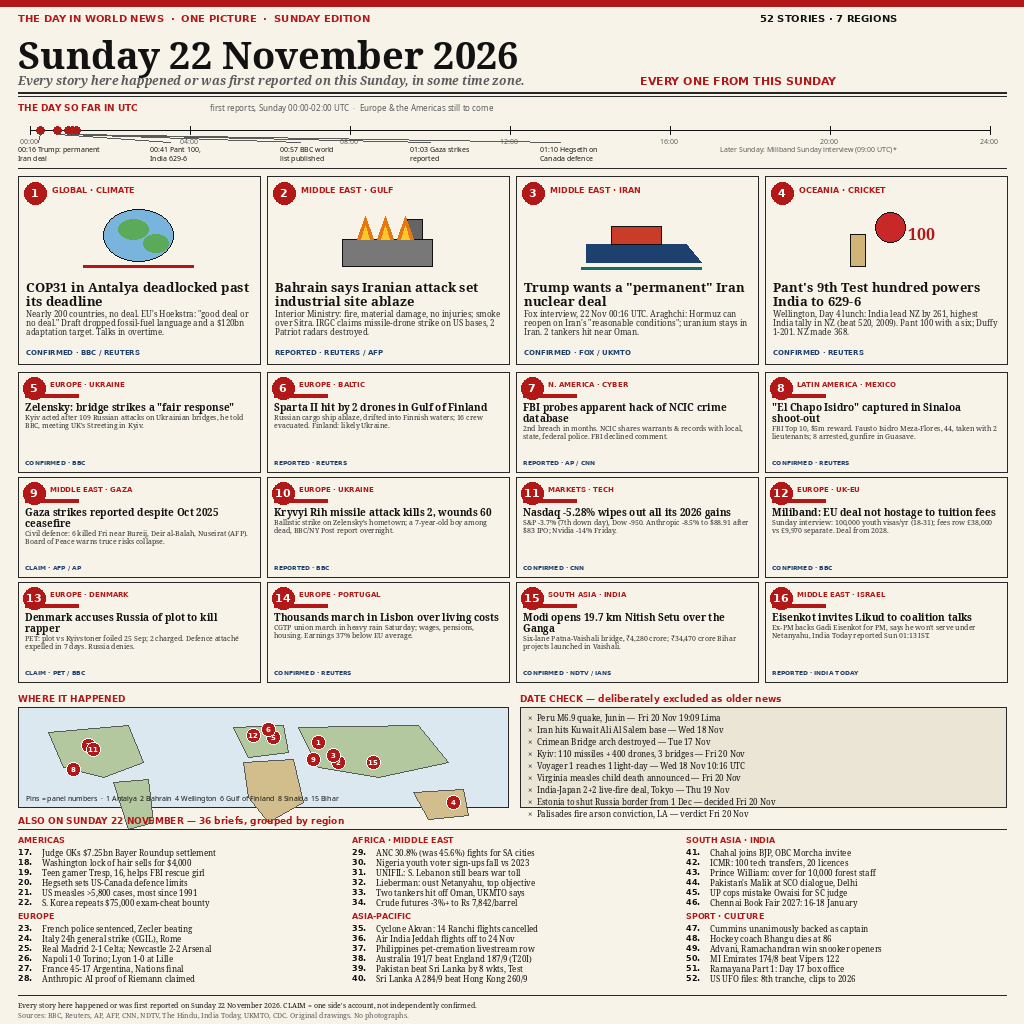 THE DAY IN WORLD NEWS · ONE PICTURE · SUNDAY EDITION
52 STORIES · 7 REGIONS
Sunday 22 November 2026
Every story here happened or was first reported on this Sunday, in some time zone.
EVERY ONE FROM THIS SUNDAY
THE DAY SO FAR IN UTC
first reports, Sunday 00:00-02:00 UTC · Europe & the Americas still to come
00:00
04:00
08:00
12:00
16:00
20:00
24:00
00:16 Trump: permanent
Iran deal
00:41 Pant 100,
India 629-6
00:57 BBC world
list published
01:03 Gaza strikes
reported
01:10 Hegseth on
Canada defence
Later Sunday: Miliband Sunday interview (09:00 UTC)*
1 GLOBAL · CLIMATE
COP31 in Antalya deadlocked past
its deadline
Nearly 200 countries, no deal. EU's Hoekstra: "good deal or
no deal." Draft dropped fossil-fuel language and a $120bn
adaptation target. Talks in overtime.
CONFIRMED · BBC / REUTERS
2 MIDDLE EAST · GULF
Bahrain says Iranian attack set
industrial site ablaze
Interior Ministry: fire, material damage, no injuries; smoke
over Sitra. IRGC claims missile-drone strike on US bases, 2
Patriot radars destroyed.
REPORTED · REUTERS / AFP
3 MIDDLE EAST · IRAN
Trump wants a "permanent" Iran
nuclear deal
Fox interview, 22 Nov 00:16 UTC. Araghchi: Hormuz can
reopen on Iran's "reasonable conditions"; uranium stays in
Iran. 2 tankers hit near Oman.
CONFIRMED · FOX / UKMTO
4 OCEANIA · CRICKET
100
Pant's 9th Test hundred powers
India to 629-6
Wellington, Day 4 lunch: India lead NZ by 261, highest
India tally in NZ (beat 520, 2009). Pant 100 with a six; Duffy
1-201. NZ made 368.
CONFIRMED · REUTERS
5 EUROPE · UKRAINE
Zelensky: bridge strikes a "fair response"
Kyiv acted after 109 Russian attacks on Ukrainian bridges, he told
BBC, meeting UK's Streeting in Kyiv.
CONFIRMED · BBC
6 EUROPE · BALTIC
Sparta II hit by 2 drones in Gulf of Finland
Russian cargo ship ablaze, drifted into Finnish waters; 16 crew
evacuated. Finland: likely Ukraine.
REPORTED · REUTERS
7 N. AMERICA · CYBER
FBI probes apparent hack of NCIC crime
database
2nd breach in months. NCIC shares warrants & records with local,
state, federal police. FBI declined comment.
REPORTED · AP / CNN
8 LATIN AMERICA · MEXICO
"El Chapo Isidro" captured in Sinaloa
shoot-out
FBI Top 10, $5m reward. Fausto Isidro Meza-Flores, 44, taken with 2
lieutenants; 8 arrested, gunfire in Guasave.
CONFIRMED · REUTERS
9 MIDDLE EAST · GAZA
Gaza strikes reported despite Oct 2025
ceasefire
Civil defence: 6 killed Fri near Bureij, Deir al-Balah, Nuseirat (AFP).
Board of Peace warns truce risks collapse.
CLAIM · AFP / AP
10 EUROPE · UKRAINE
Kryvyi Rih missile attack kills 2, wounds 60
Ballistic strike on Zelensky's hometown; a 7-year-old boy among
dead, BBC/NY Post report overnight.
REPORTED · BBC
11 MARKETS · TECH
Nasdaq -5.28% wipes out all its 2026 gains
S&P -3.7% (7th down day), Dow -950. Anthropic -8.5% to $88.91 after
$83 IPO; Nvidia -14% Friday.
CONFIRMED · CNN
12 EUROPE · UK-EU
Miliband: EU deal not hostage to tuition fees
Sunday interview: 100,000 youth visas/yr (18-31); fees row £38,000
vs £9,970 separate. Deal from 2028.
CONFIRMED · BBC
13 EUROPE · DENMARK
Denmark accuses Russia of plot to kill
rapper
PET: plot vs Kyivstoner foiled 25 Sep; 2 charged. Defence attaché
expelled in 7 days. Russia denies.
CLAIM · PET / BBC
14 EUROPE · PORTUGAL
Thousands march in Lisbon over living costs
CGTP union march in heavy rain Saturday; wages, pensions,
housing. Earnings 37% below EU average.
CONFIRMED · REUTERS
15 SOUTH ASIA · INDIA
Modi opens 19.7 km Nitish Setu over the
Ganga
Six-lane Patna-Vaishali bridge, ₹4,280 crore; ₹34,470 crore Bihar
projects launched in Vaishali.
CONFIRMED · NDTV / IANS
16 MIDDLE EAST · ISRAEL
Eisenkot invites Likud to coalition talks
Ex-PM backs Gadi Eisenkot for PM, says he won't serve under
Netanyahu, India Today reported Sun 01:13 IST.
REPORTED · INDIA TODAY
WHERE IT HAPPENED
11
8
12
6
5
1
9
3
2
15
4
Pins = panel numbers · 1 Antalya 2 Bahrain 4 Wellington 6 Gulf of Finland 8 Sinaloa 15 Bihar
DATE CHECK — deliberately excluded as older news
× Peru M6.9 quake, Junin — Fri 20 Nov 19:09 Lima
× Iran hits Kuwait Ali Al Salem base — Wed 18 Nov
× Crimean Bridge arch destroyed — Tue 17 Nov
× Kyiv: 110 missiles + 400 drones, 3 bridges — Fri 20 Nov
× Voyager 1 reaches 1 light-day — Wed 18 Nov 10:16 UTC
× Virginia measles child death announced — Fri 20 Nov
× India-Japan 2+2 live-fire deal, Tokyo — Thu 19 Nov
× Estonia to shut Russia border from 1 Dec — decided Fri 20 Nov
× Palisades fire arson conviction, LA — verdict Fri 20 Nov
ALSO ON SUNDAY 22 NOVEMBER — 36 briefs, grouped by region
AMERICAS
17. Judge OKs $7.25bn Bayer Roundup settlement
18. Washington lock of hair sells for $4,000
19. Teen gamer Tresp, 16, helps FBI rescue girl
20. Hegseth sets US-Canada defence limits
21. US measles >5,800 cases, most since 1991
22. S. Korea repeats $75,000 exam-cheat bounty
EUROPE
23. French police sentenced, Zecler beating
24. Italy 24h general strike (CGIL), Rome
25. Real Madrid 2-1 Celta; Newcastle 2-2 Arsenal
26. Napoli 1-0 Torino; Lyon 1-0 at Lille
27. France 45-17 Argentina, Nations final
28. Anthropic: AI proof of Riemann claimed
AFRICA · MIDDLE EAST
29. ANC 30.8% (was 45.6%) fights for SA cities
30. Nigeria youth voter sign-ups fall vs 2023
31. UNIFIL: S. Lebanon still bears war toll
32. Lieberman: oust Netanyahu, top objective
33. Two tankers hit off Oman, UKMTO says
34. Crude futures -3%+ to Rs 7,842/barrel
ASIA-PACIFIC
35. Cyclone Akvan: 14 Ranchi flights cancelled
36. Air India Jeddah flights off to 24 Nov
37. Philippines pet-cremation livestream row
38. Australia 191/7 beat England 187/9 (T20I)
39. Pakistan beat Sri Lanka by 8 wkts, Test
40. Sri Lanka A 284/9 beat Hong Kong 260/9
SOUTH ASIA · INDIA
41. Chahal joins BJP, OBC Morcha invitee
42. ICMR: 100 tech transfers, 20 licences
43. Prince William: cover for 10,000 forest staff
44. Pakistan's Malik at SCO dialogue, Delhi
45. UP cops mistake Owaisi for SC judge
46. Chennai Book Fair 2027: 16-18 January
SPORT · CULTURE
47. Cummins unanimously backed as captain
48. Hockey coach Bhangu dies at 86
49. Advani, Ramachandran win snooker openers
50. MI Emirates 174/8 beat Vipers 122
51. Ramayana Part 1: Day 17 box office
52. US UFO files: 8th tranche, clips to 2026
Every story here happened or was first reported on Sunday 22 November 2026. CLAIM = one side's account, not independently confirmed.
Sources: BBC, Reuters, AP, AFP, CNN, NDTV, The Hindu, India Today, UKMTO, CDC. Original drawings. No photographs.